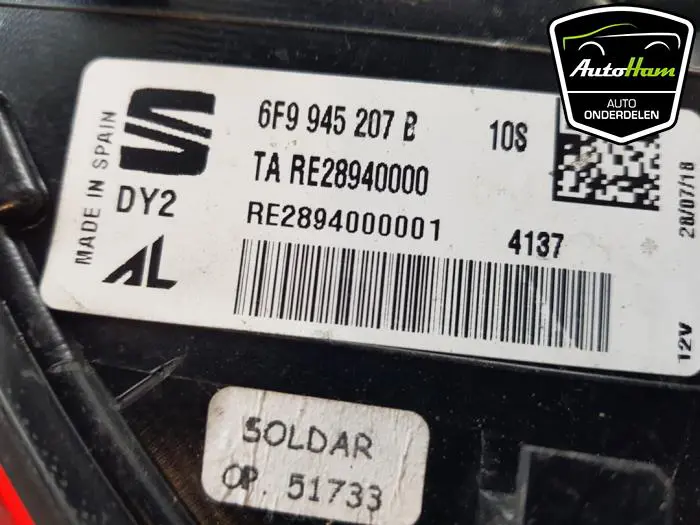 AutoHam
AUTO
ONDERDELEN
MADE IN SPAIN
6F9 945 207 B 10S
TA RE28940000
DY2
RE2894000001
4137
AL
28/07/18
12V
SOLDAR
OP. 51733